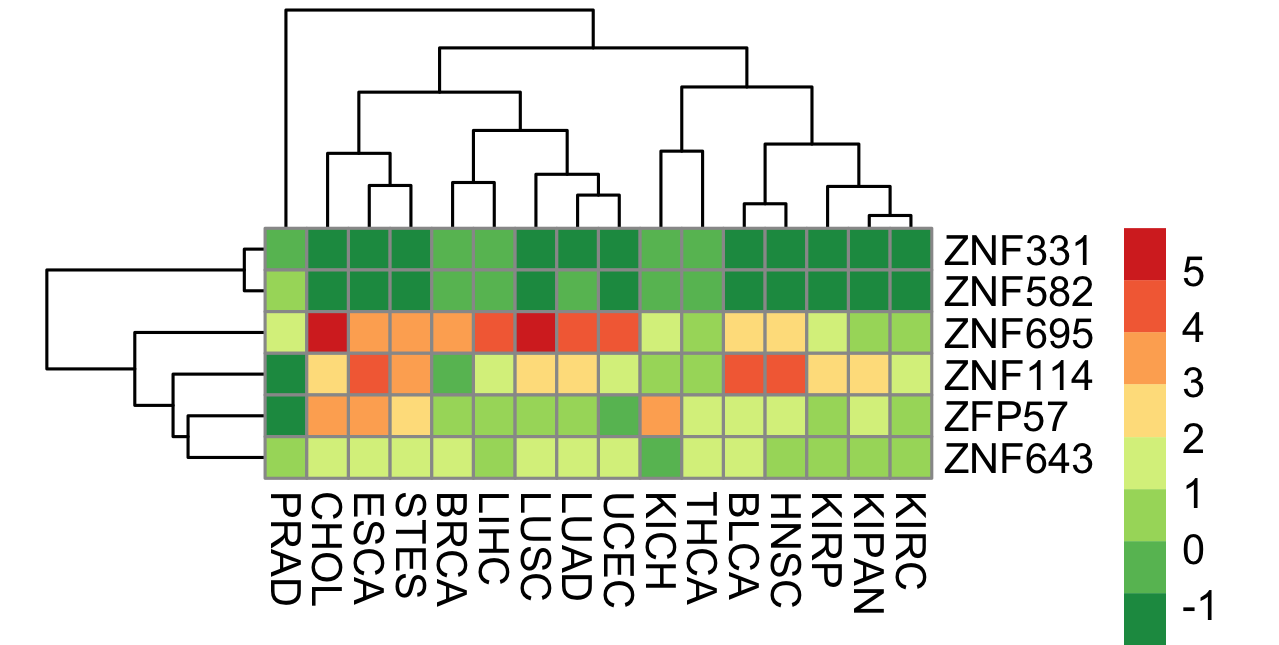 ZNF331
ZNF582
ZNF695
ZNF114
ZFP57
ZNF643
5
4
3
2
1
0
-1
PRAD
CHOL
ESCA
STES
BRCA
LIHC
LUSC
LUAD
UCEC
KICH
THCA
BLCA
HNSC
KIRP
KIPAN
KIRC